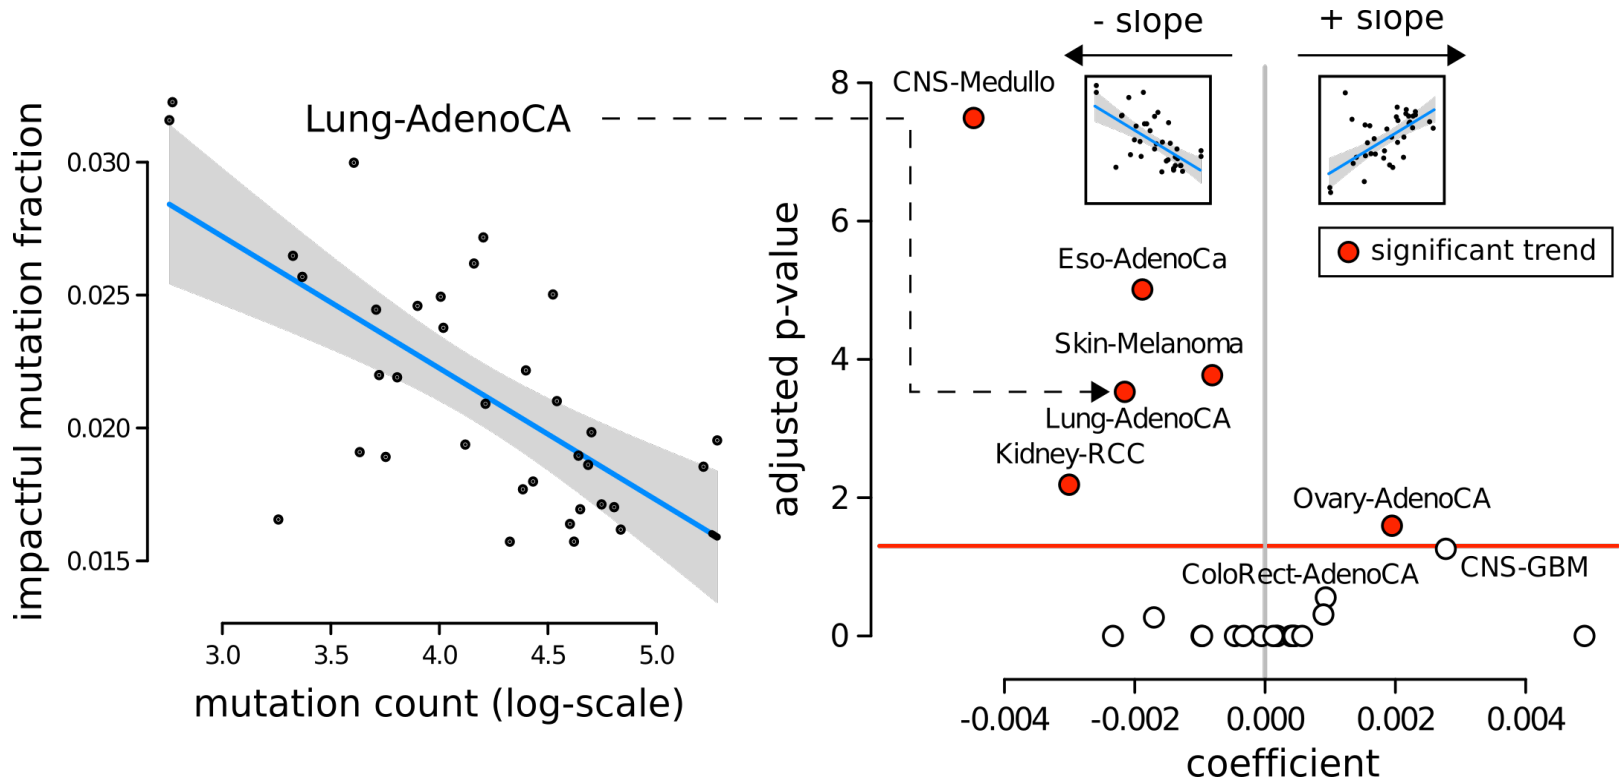 - slope
+ slope
CNS-Medullo
Lung-AdenoCA
impactful mutation fraction
0.030
0.025
0.020
0.015
3.0
3.5
4.0
4.5
5.0
mutation count (log-scale)
adjusted p-value
8
6
4
2
0
significant trend
Eso-AdenoCa
Skin-Melanoma
Lung-AdenoCA
Kidney-RCC
Ovary-AdenoCA
CNS-GBM
ColoRect-AdenoCA
-0.004
-0.002
0.000
0.002
0.004
coefficient